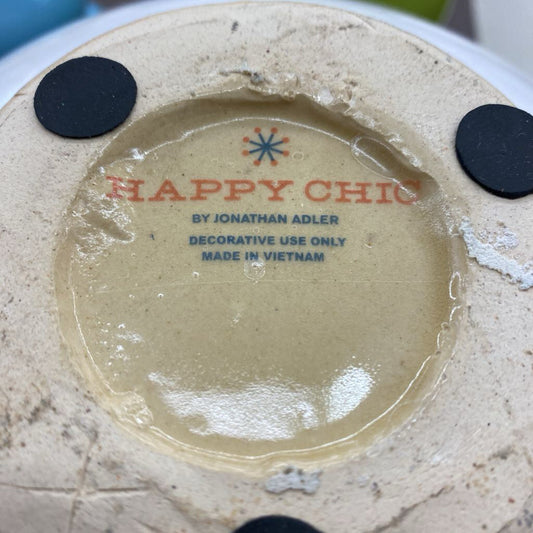 HAPPY CHIC
BY JONATHAN ADLER
DECORATIVE USE ONLY
MADE IN VIETNAM